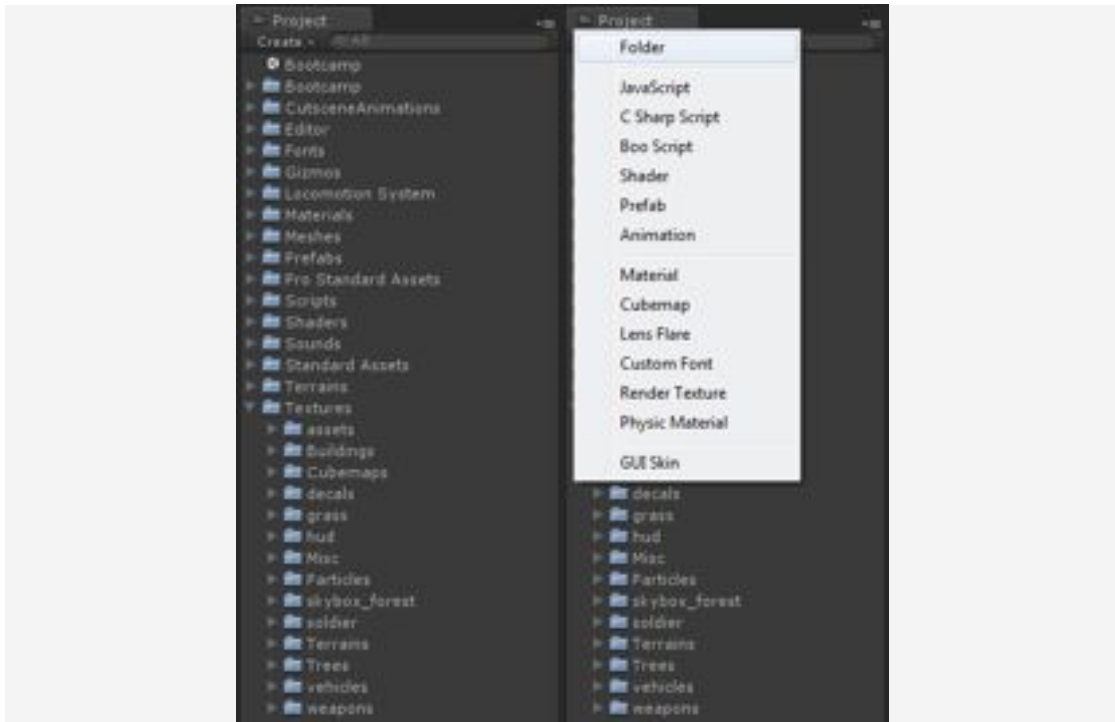 Project
Create
All
Bootcamp
Bootcamp
CutsceneAnimations
Editor
Fonts
Gizmos
Locomotion System
Materials
Meshes
Prefabs
Pro Standard Assets
Scripts
Shaders
Sounds
Standard Assets
Terrains
Textures
assets
Buildings
Cubemaps
decals
grass
hud
Misc
Particles
skybox_forest
soldier
Terrains
Trees
vehicles
weapons
Project
Folder
JavaScript
C Sharp Script
Boo Script
Shader
Prefab
Animation
Material
Cubemap
Lens Flare
Custom Font
Render Texture
Physic Material
GUI Skin
decals
grass
hud
Misc
Particles
skybox_forest
soldier
Terrains
Trees
vehicles
weapons